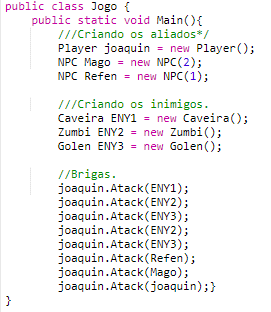 public class Jogo {
public static void Main(){
///Criando os aliados*/
Player joaquin = new Player();
NPC Mago = new NPC(2);
NPC Refen = new NPC(1);
///Criando os inimigos.
Caveira ENY1 = new Caveira();
Zumbi ENY2 = new Zumbi();
Golen ENY3 = new Golen();
//Brigas.
joaquin.Atack(ENY1);
joaquin.Atack(ENY2);
joaquin.Atack(ENY3);
joaquin.Atack(ENY2);
joaquin.Atack(ENY3);
joaquin.Atack(Refen);
joaquin.Atack(Mago);
joaquin.Atack(joaquin);}
}